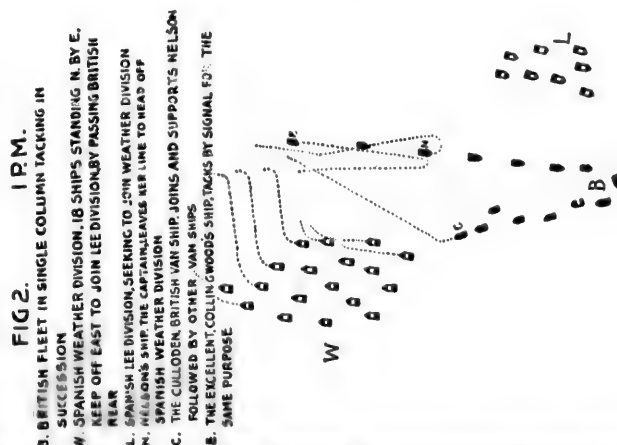 FIG 2. 1 P.M.
B. BRITISH FLEET IN SINGLE COLUMN TACKING IN
SUCCESSION
W. SPANISH WEATHER DIVISION, 18 SHIPS STANDING N. BY E.
KEEP OFF EAST TO JOIN LEE DIVISION, BY PASSING BRITISH
REAR
L. SPANISH LEE DIVISION, SEEKING TO JOIN WEATHER DIVISION
N. NELSON'S SHIP, THE CAPTAIN, LEAVES HER LINE TO HEAD OFF
SPANISH WEATHER DIVISION
C. THE CULLODEN, BRITISH VAN SHIP, JOINS AND SUPPORTS NELSON
FOLLOWED BY OTHER VAN SHIPS
E. THE EXCELLENT, COLLINGWOODS SHIP, TACKS BY SIGNAL FOR THE
SAME PURPOSE
W
L
N
C
E
B